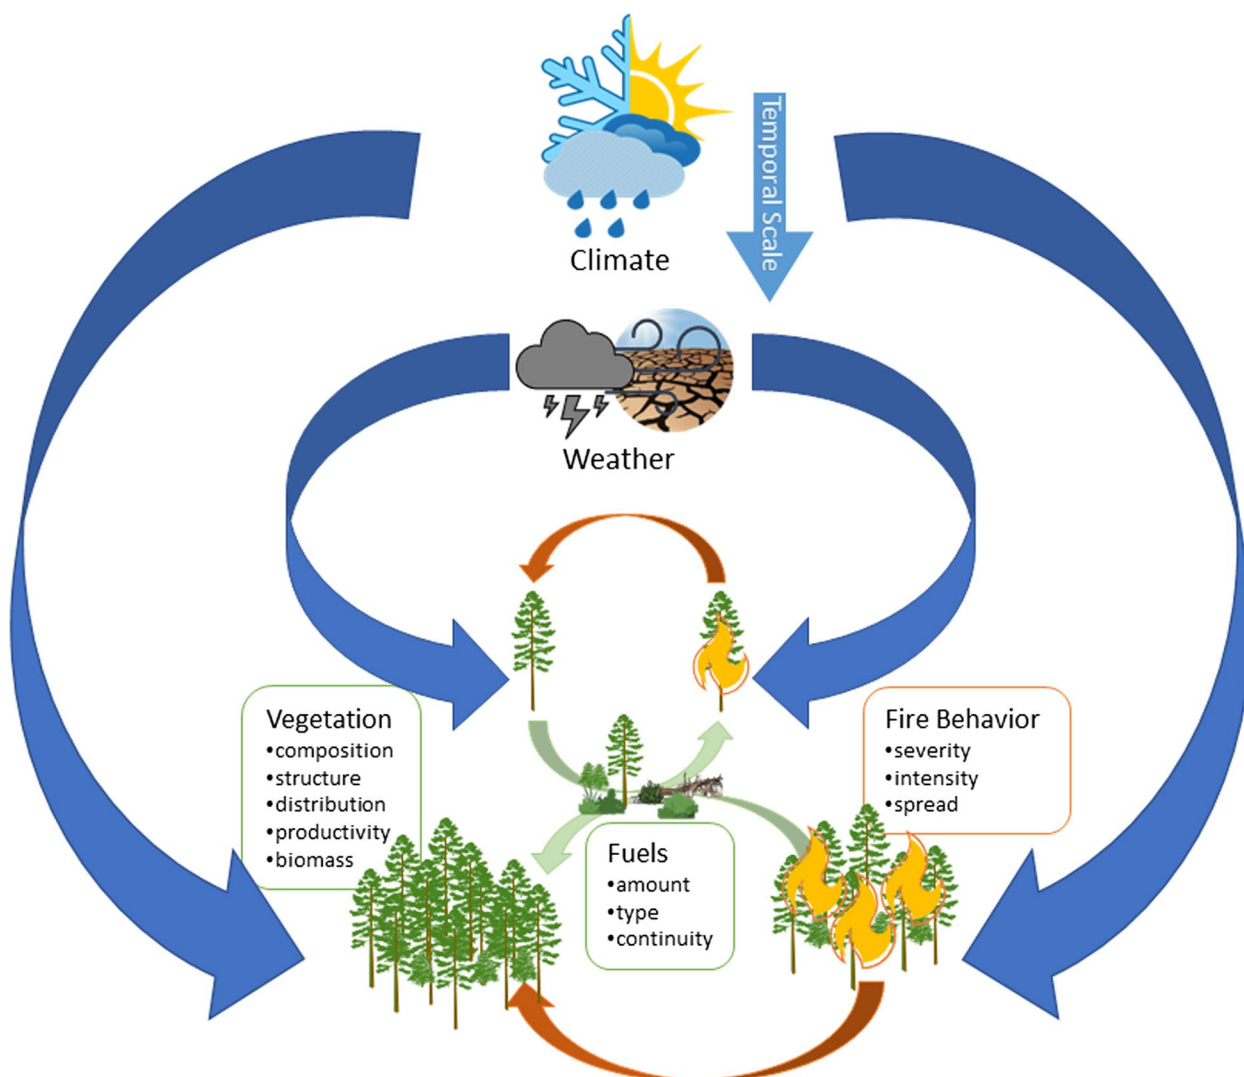 Temporal Scale
Climate
Weather
Vegetation
•composition
•structure
•distribution
•productivity
•biomass
Fire Behavior
•severity
•intensity
•spread
Fuels
•amount
•type
•continuity